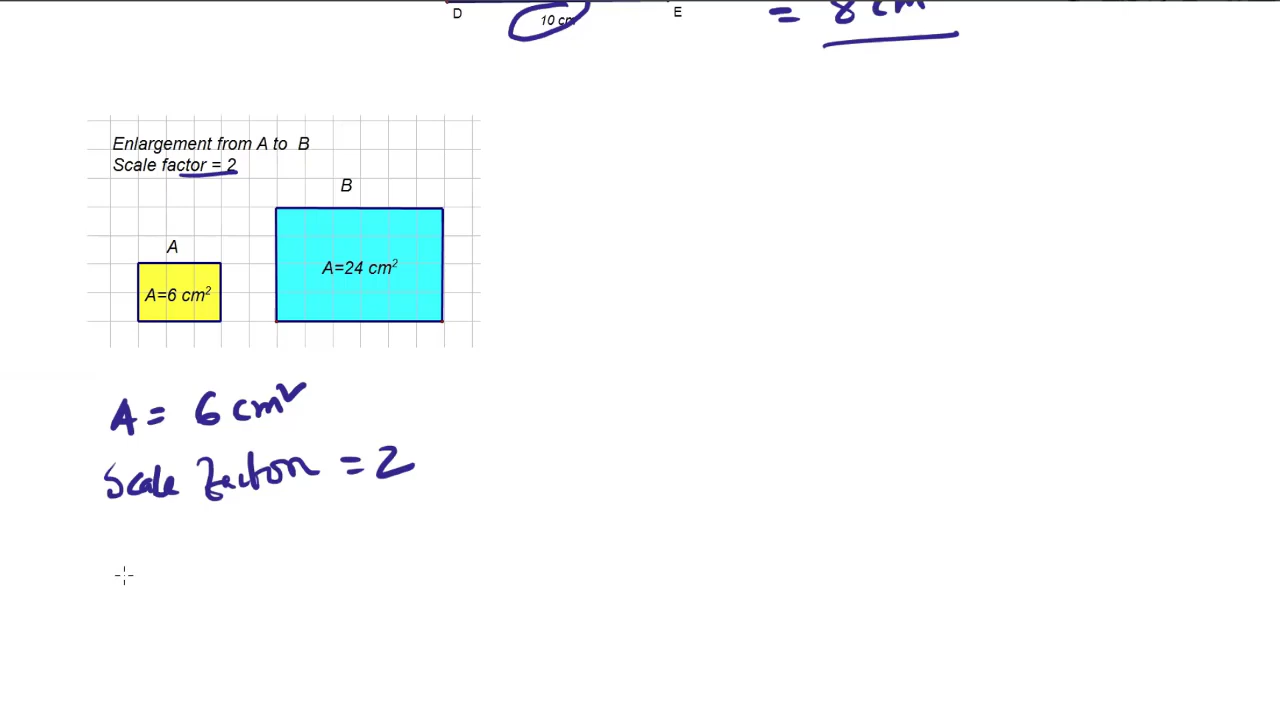 D
10 cm
E
= 8 cm
Enlargement from A to B
Scale factor = 2
B
A
A=24 cm²
A=6 cm²
A = 6 cm²
Scale factor = 2